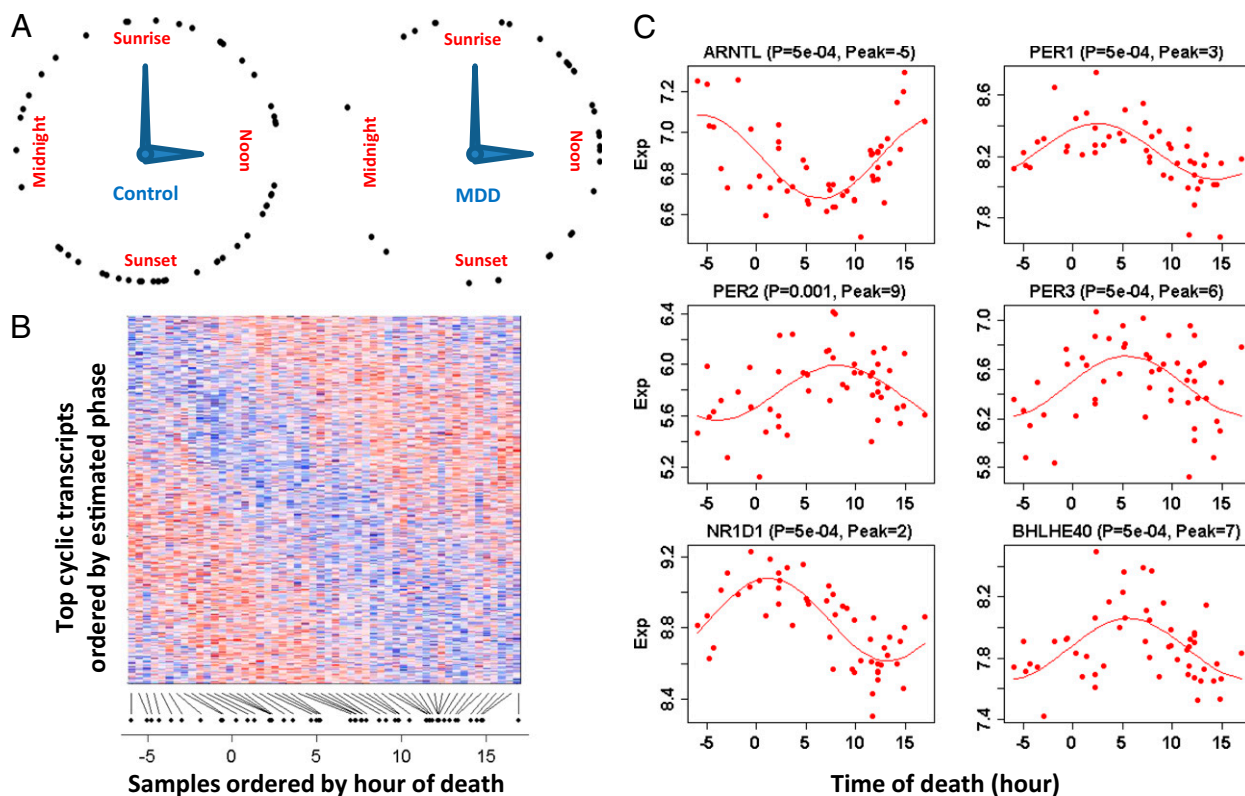 A
Sunrise
Midnight
Noon
Control
Sunset
Sunrise
Midnight
Noon
MDD
Sunset
B
Top cyclic transcripts
ordered by estimated phase
-5 0 5 10 15
Samples ordered by hour of death
C
ARNTL (P=5e-04, Peak=-5)
Exp
7.2
7.0
6.8
6.6
-5 0 5 10 15
PER1 (P=5e-04, Peak=3)
8.6
8.2
7.8
-5 0 5 10 15
PER2 (P=0.001, Peak=9)
Exp
6.4
6.0
5.6
5.2
-5 0 5 10 15
PER3 (P=5e-04, Peak=6)
7.0
6.6
6.2
5.8
-5 0 5 10 15
NR1D1 (P=5e-04, Peak=2)
Exp
9.2
8.8
8.4
-5 0 5 10 15
BHLHE40 (P=5e-04, Peak=7)
8.2
7.8
7.4
-5 0 5 10 15
Time of death (hour)